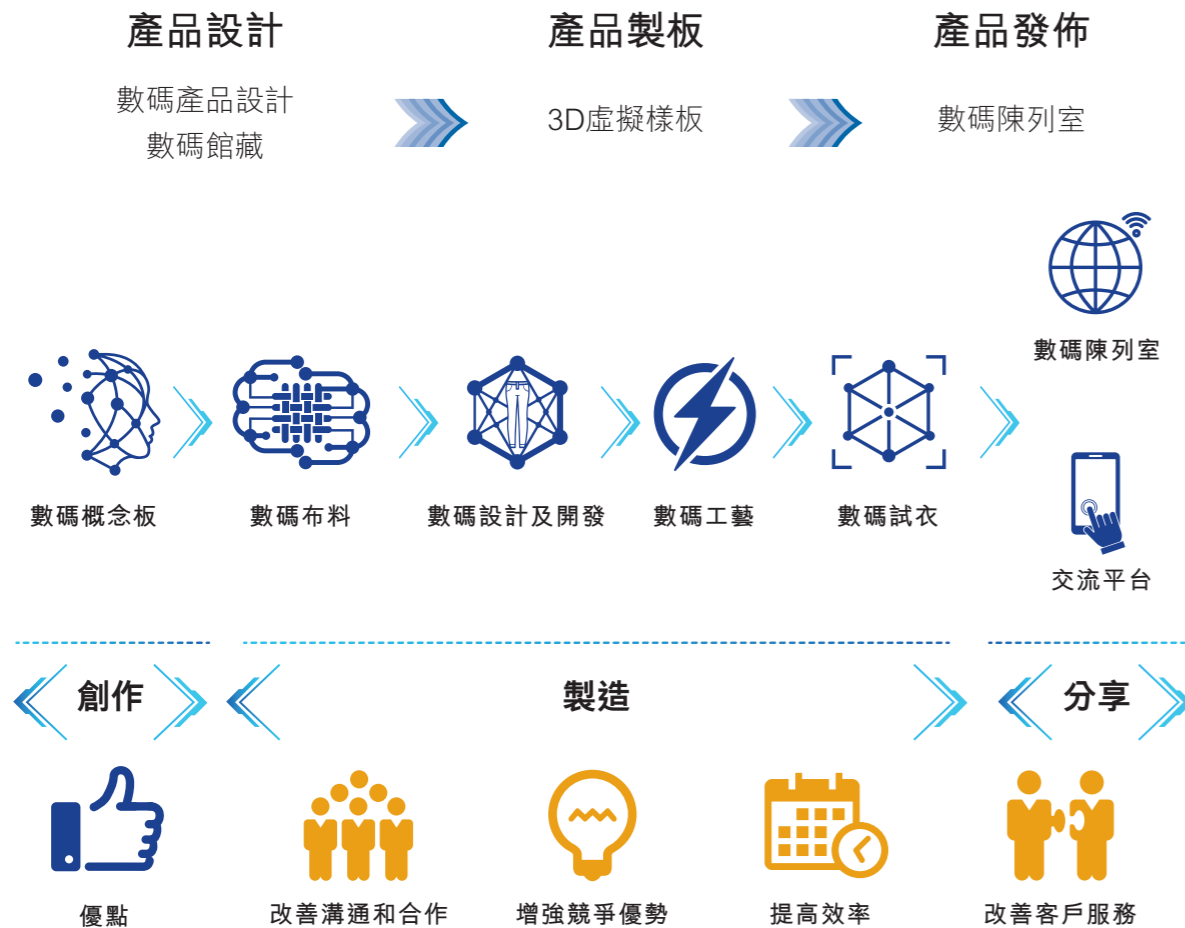 產品設計
產品製板
產品發佈
數碼產品設計
數碼館藏
3D虛擬樣板
數碼陳列室
數碼陳列室
數碼概念板
數碼布料
數碼設計及開發
數碼工藝
數碼試衣
交流平台
創作
製造
分享
優點
改善溝通和合作
增強競爭優勢
提高效率
改善客戶服務